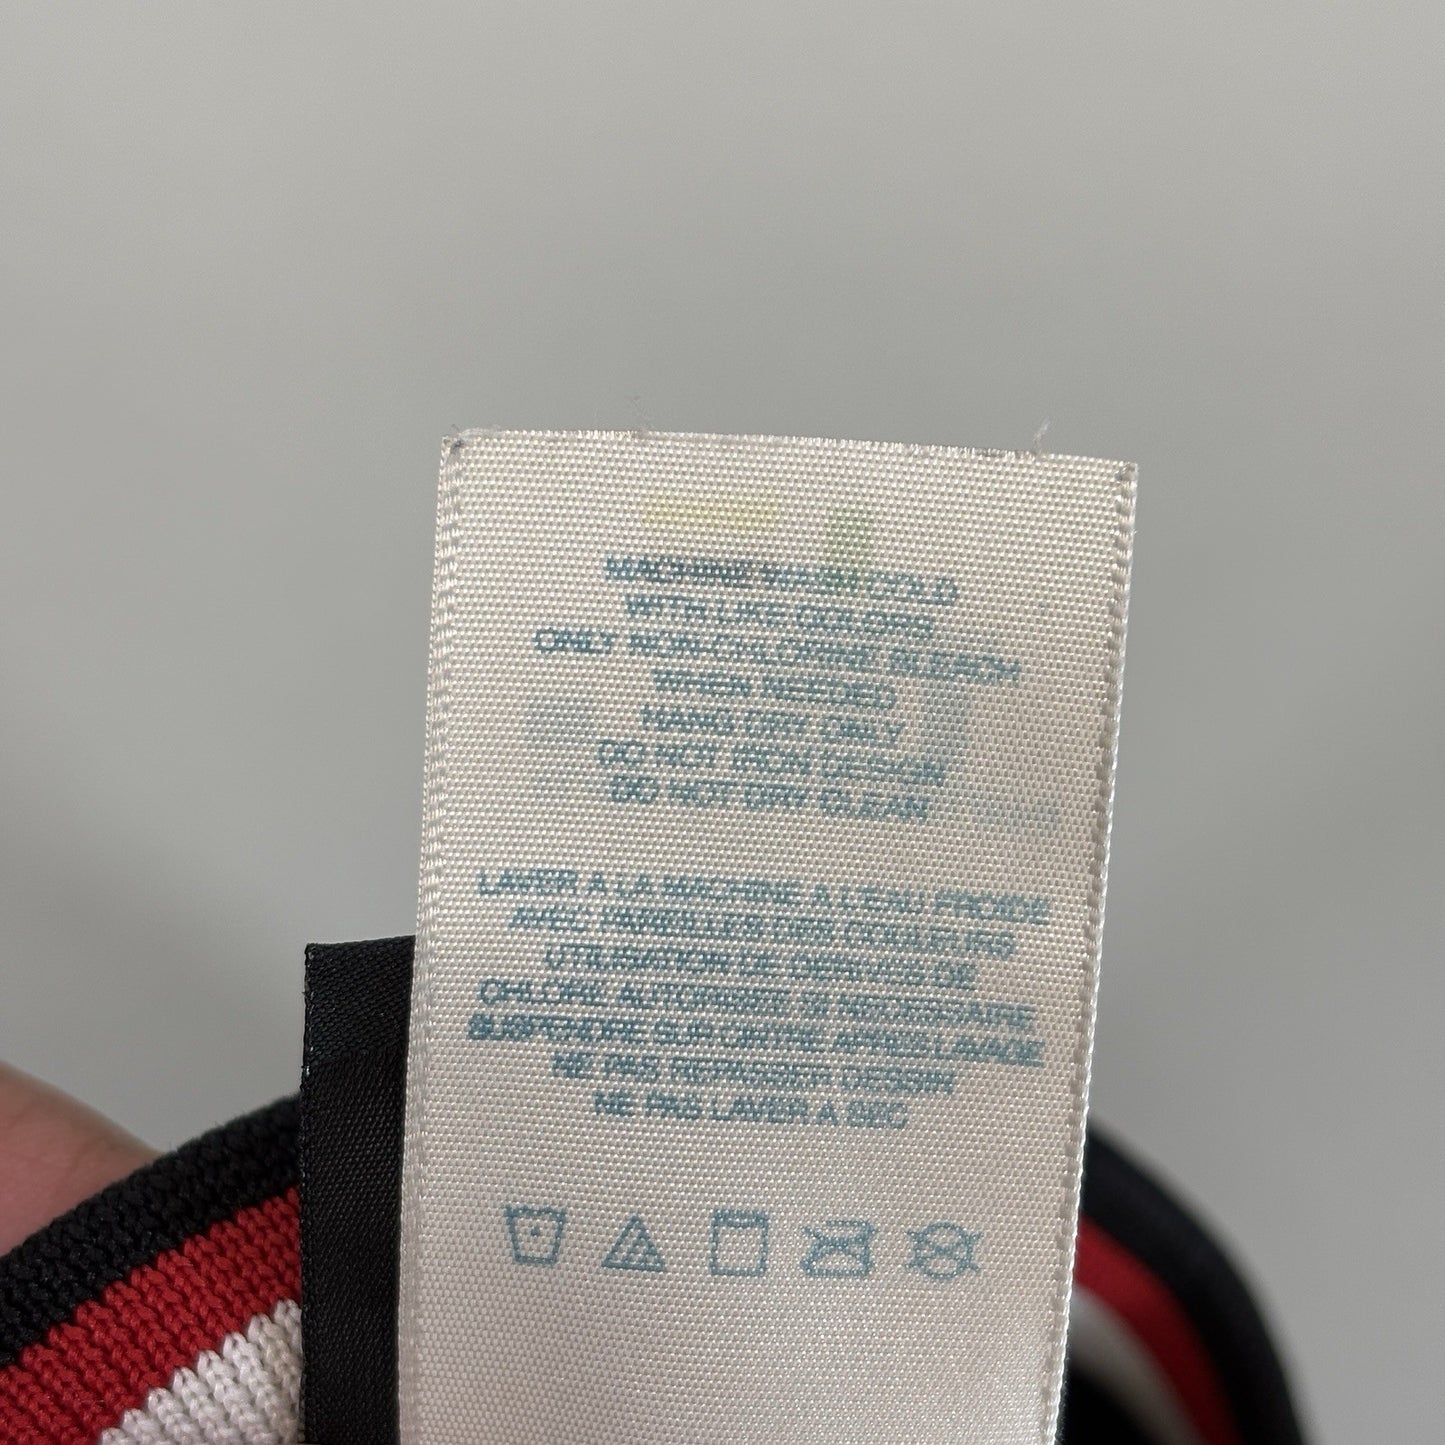 MACHINE WASH COLD
WITH LIKE COLORS
ONLY NON-CHLORINE BLEACH
WHEN NEEDED
HANG DRY ONLY
DO NOT IRON DESIGN
DO NOT DRY CLEAN
LAVER A LA MACHINE A L'EAU FROIDE
AVEC PAREILLES DES COULEURS
UTILISATION DE DERIVES DE
CHLORE AUTORISSEE SI NECESSAIRE
SUSPENDRE SUR CINTRE APRES LAVAGE
NE PAS REPASSER DESSIN
NE PAS LAVER A SEC